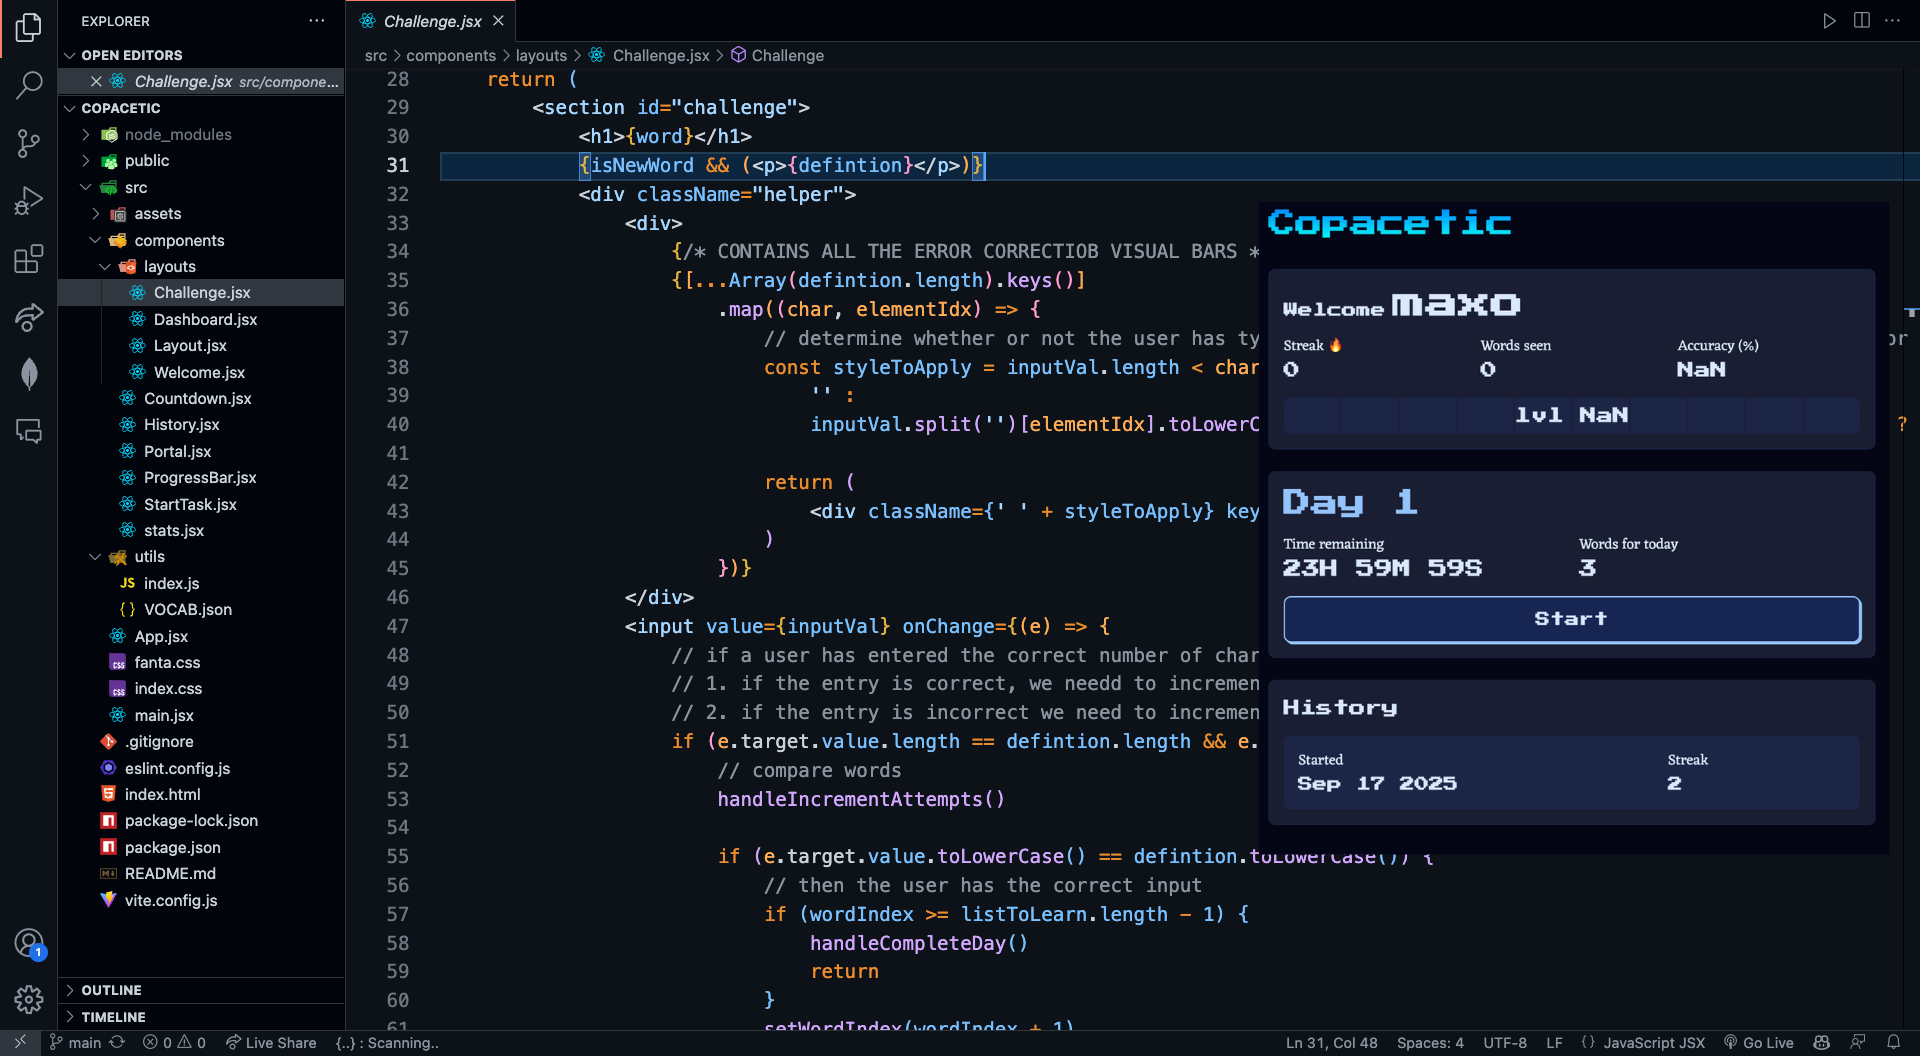 EXPLORER
OPEN EDITORS
Challenge.jsx src/compone...
COPACETIC
node_modules
public
src
assets
components
layouts
Challenge.jsx
Dashboard.jsx
Layout.jsx
Welcome.jsx
Countdown.jsx
History.jsx
Portal.jsx
ProgressBar.jsx
StartTask.jsx
stats.jsx
utils
JS index.js
{ } VOCAB.json
App.jsx
fanta.css
index.css
main.jsx
.gitignore
eslint.config.js
index.html
package-lock.json
package.json
README.md
vite.config.js
1
OUTLINE
TIMELINE
Challenge.jsx
src > components > layouts > Challenge.jsx > Challenge
28 return (
29 <section id="challenge">
30 <h1>{word}</h1>
31 {isNewWord && (<p>{defintion}</p>)}
32 <div className="helper">
33 <div>
34 {/* CONTAINS ALL THE ERROR CORRECTIOB VISUAL BARS *
35 {[...Array(defintion.length).keys()]
36 .map((char, elementIdx) => {
37 // determine whether or not the user has ty
38 const styleToApply = inputVal.length < char
39 '' :
40 inputVal.split('')[elementIdx].toLowerC
?
41
42 return (
43 <div className={' ' + styleToApply} key
44 )
45 })}
46 </div>
47 <input value={inputVal} onChange={(e) => {
48 // if a user has entered the correct number of char
49 // 1. if the entry is correct, we needd to incremen
50 // 2. if the entry is incorrect we need to incremen
51 if (e.target.value.length == defintion.length && e.
52 // compare words
53 handleIncrementAttempts()
54
55 if (e.target.value.toLowerCase() == defintion.toLowerCase()) {
56 // then the user has the correct input
57 if (wordIndex >= listToLearn.length - 1) {
58 handleCompleteDay()
59 return
60 }
61 setWordIndex(wordIndex + 1)
Copacetic
Welcome maxo
Streak 🔥 Words seen Accuracy (%)
0 0 NaN
lvl NaN
Day 1
Time remaining Words for today
23H 59M 59S 3
Start
History
Started Streak
Sep 17 2025 2
main 0 0 Live Share {..} : Scanning..
Ln 31, Col 48 Spaces: 4 UTF-8 LF { } JavaScript JSX Go Live